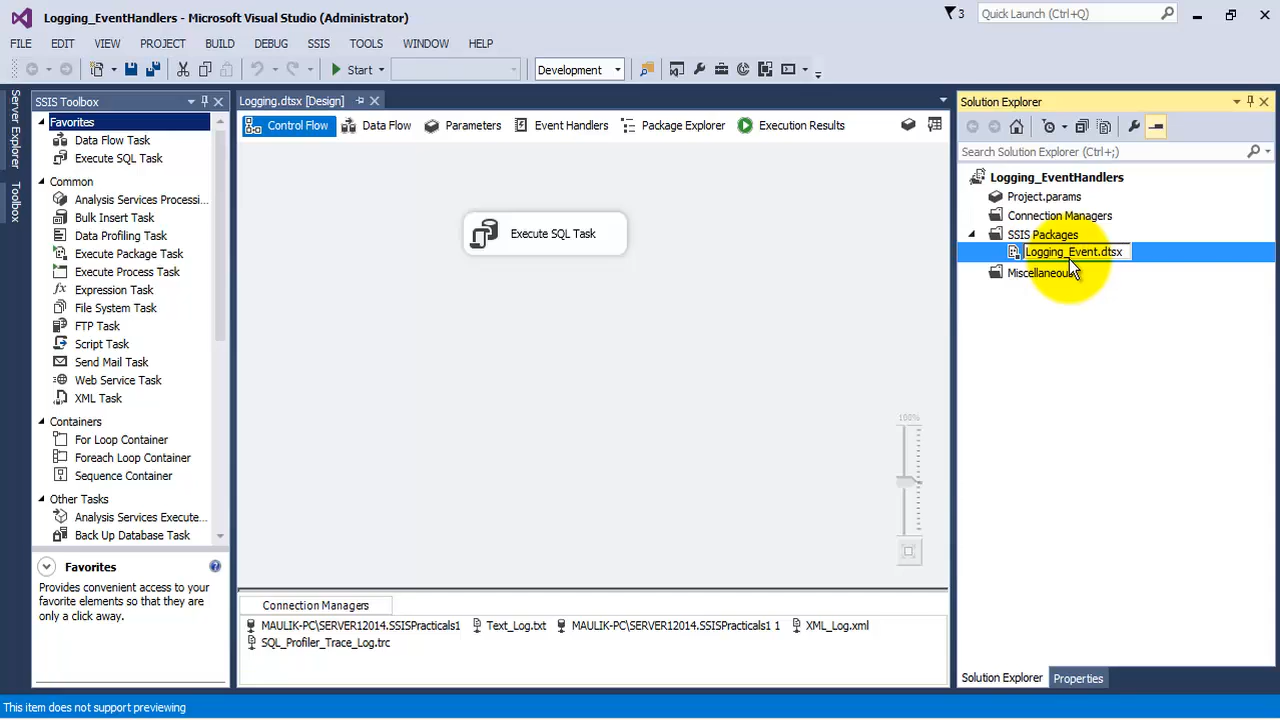 Logging_EventHandlers - Microsoft Visual Studio (Administrator)
3
Quick Launch (Ctrl+Q)
FILE EDIT VIEW PROJECT BUILD DEBUG SSIS TOOLS WINDOW HELP
Start
Development
Server Explorer
Toolbox
SSIS Toolbox
Favorites
Data Flow Task
Execute SQL Task
Common
Analysis Services Processi...
Bulk Insert Task
Data Profiling Task
Execute Package Task
Execute Process Task
Expression Task
File System Task
FTP Task
Script Task
Send Mail Task
Web Service Task
XML Task
Containers
For Loop Container
Foreach Loop Container
Sequence Container
Other Tasks
Analysis Services Execute...
Back Up Database Task
Favorites
Provides convenient access to your
favorite elements so that they are
only a click away.
Logging.dtsx [Design]
Control Flow Data Flow Parameters Event Handlers Package Explorer Execution Results
Execute SQL Task
100%
Connection Managers
MAULIK-PC\SERVER12014.SSISPracticals1 Text_Log.txt MAULIK-PC\SERVER12014.SSISPracticals1 1 XML_Log.xml
SQL_Profiler_Trace_Log.trc
Solution Explorer
Search Solution Explorer (Ctrl+;)
Logging_EventHandlers
Project.params
Connection Managers
SSIS Packages
Logging_Event.dtsx
Miscellaneous
Solution Explorer Properties
This item does not support previewing